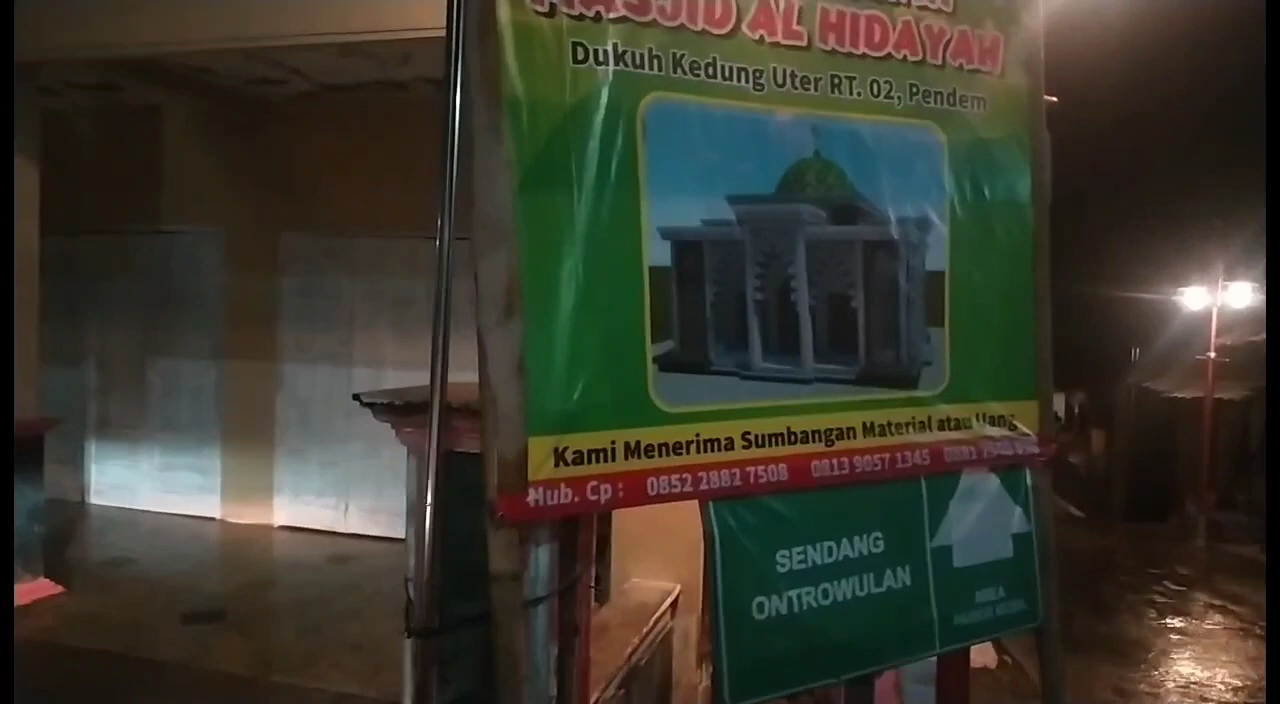 MASJID AL HIDAYAH
Dukuh Kedung Uter RT. 02, Pendem
Kami Menerima Sumbangan Material atau Uang
Hub. Cp : 0852 2882 7508 0813 9057 1345
SENDANG
ONTROWULAN